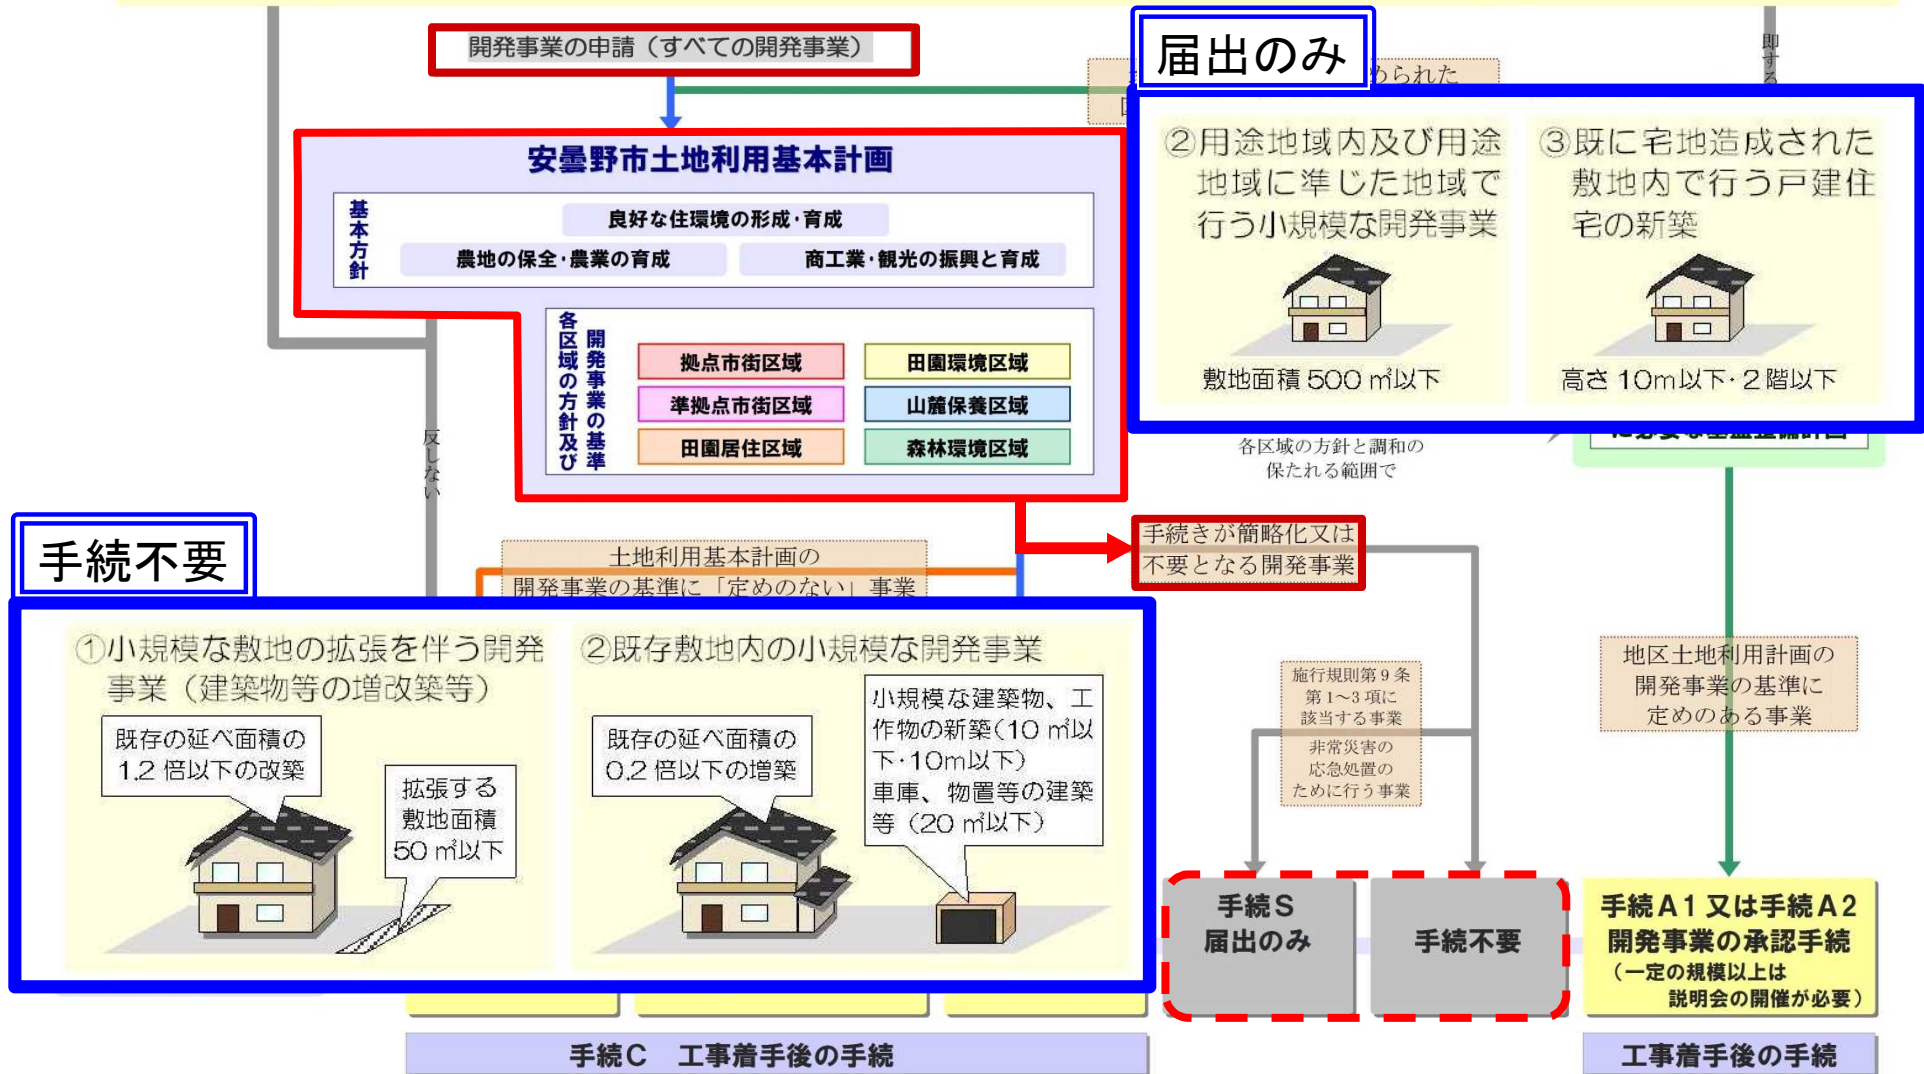 開発事業の申請（すべての開発事業）
届出のみ
められた
即する
安曇野市土地利用基本計画
基本方針
良好な住環境の形成・育成
農地の保全・農業の育成
商工業・観光の振興と育成
各区域の方針及び
開発事業の基準
拠点市街区域
田園環境区域
準拠点市街区域
山麓保養区域
田園居住区域
森林環境区域
②用途地域内及び用途
地域に準じた地域で
行う小規模な開発事業
敷地面積 500 ㎡以下
③既に宅地造成された
敷地内で行う戸建住
宅の新築
高さ 10m以下・2階以下
各区域の方針と調和の
保たれる範囲で
反しない
手続きが簡略化又は
不要となる開発事業
手続不要
土地利用基本計画の
開発事業の基準に「定めのない」事業
①小規模な敷地の拡張を伴う開発
事業（建築物等の増改築等）
既存の延べ面積の
1.2 倍以下の改築
拡張する
敷地面積
50 ㎡以下
②既存敷地内の小規模な開発事業
既存の延べ面積の
0.2 倍以下の増築
小規模な建築物、工
作物の新築（10 ㎡以
下・10m以下）
車庫、物置等の建築
等（20 ㎡以下）
施行規則第9条
第1～3項に
該当する事業
非常災害の
応急処置の
ために行う事業
地区土地利用計画の
開発事業の基準に
定めのある事業
手続S
届出のみ
手続不要
手続A1又は手続A2
開発事業の承認手続
（一定の規模以上は
説明会の開催が必要）
手続C　工事着手後の手続
工事着手後の手続